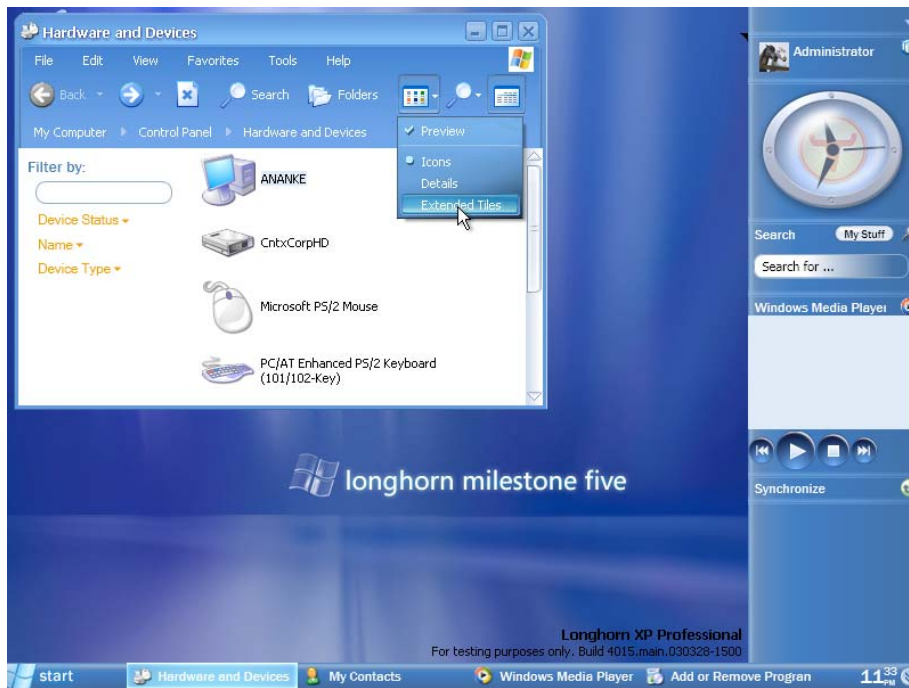 Hardware and Devices
File Edit View Favorites Tools Help
Back Search Folders
My Computer Control Panel Hardware and Devices
Preview
Icons
Details
Extended Tiles
Filter by:
Device Status
Name
Device Type
ANANKE
CntxCorpHD
Microsoft PS/2 Mouse
PC/AT Enhanced PS/2 Keyboard
(101/102-Key)
Administrator
Search My Stuff
Search for ...
Windows Media Player
Synchronize
longhorn milestone five
Longhorn XP Professional
For testing purposes only. Build 4015.main.030328-1500
start Hardware and Devices My Contacts Windows Media Player Add or Remove Progran 11 33 PM